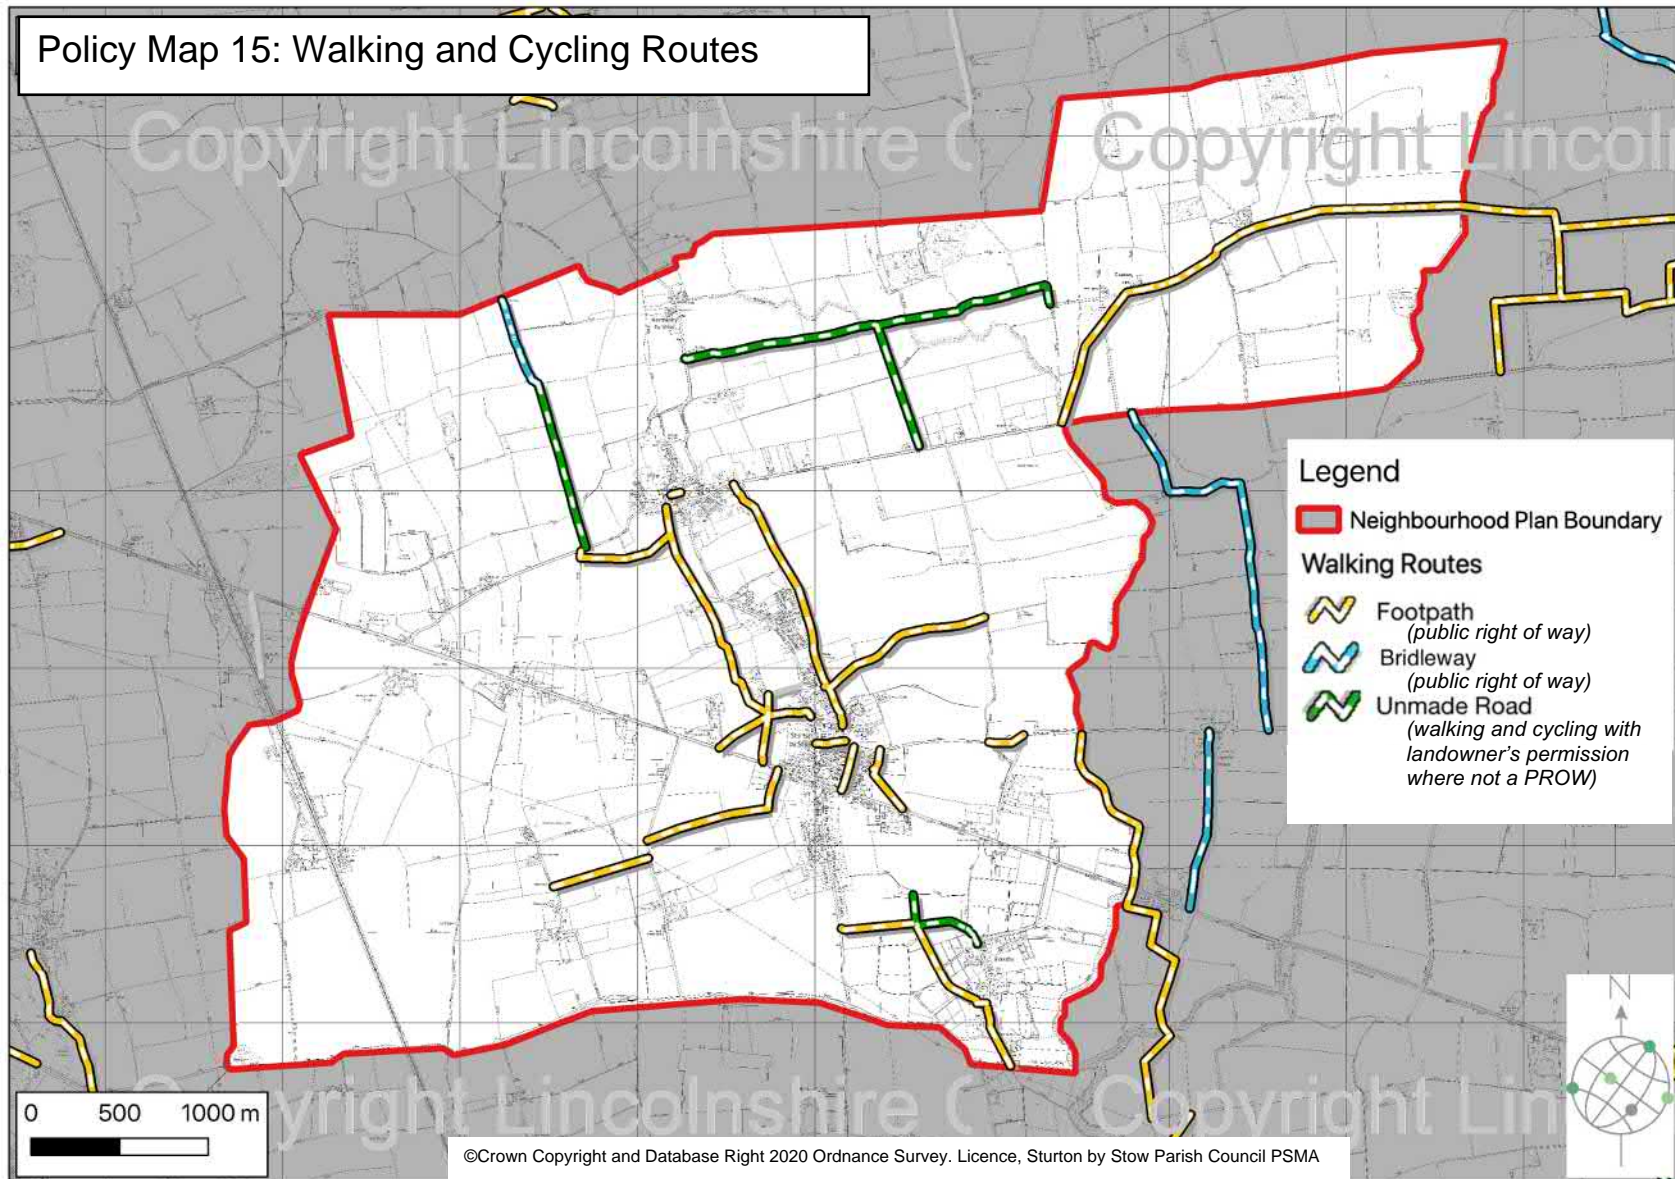 Policy Map 15: Walking and Cycling Routes
Copyright Lincolnshire C
Copyright Lincoln
Legend
Neighbourhood Plan Boundary
Walking Routes
Footpath
(public right of way)
Bridleway
(public right of way)
Unmade Road
(walking and cycling with
landowner's permission
where not a PROW)
N
0 500 1000 m
yright Lincolnshire C
Copyright Lin
©Crown Copyright and Database Right 2020 Ordnance Survey. Licence, Sturton by Stow Parish Council PSMA